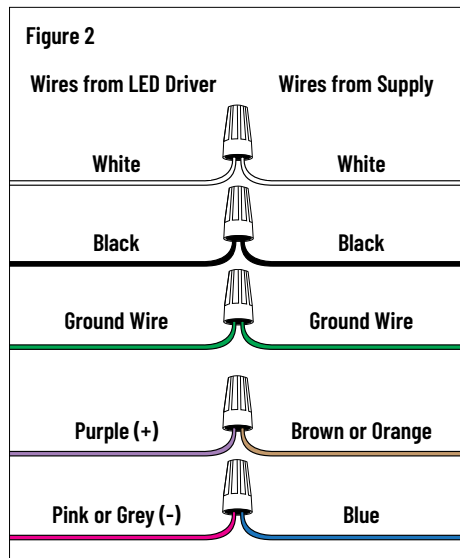 Figure 2
Wires from LED Driver Wires from Supply
White White
Black Black
Ground Wire Ground Wire
Purple (+) Brown or Orange
Pink or Grey (-) Blue